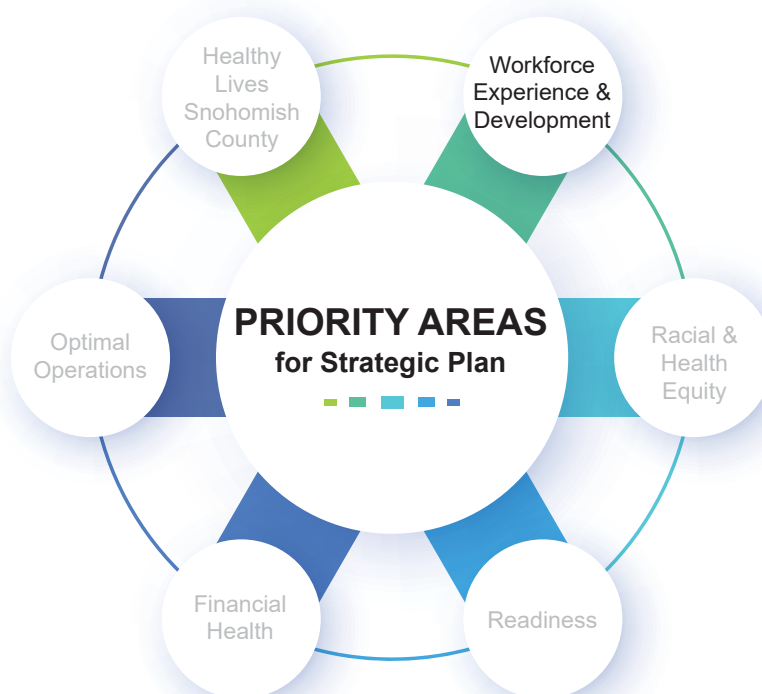 Healthy
Lives
Snohomish
County
Workforce
Experience &
Development
Optimal
Operations
PRIORITY AREAS
for Strategic Plan
Racial &
Health
Equity
Financial
Health
Readiness